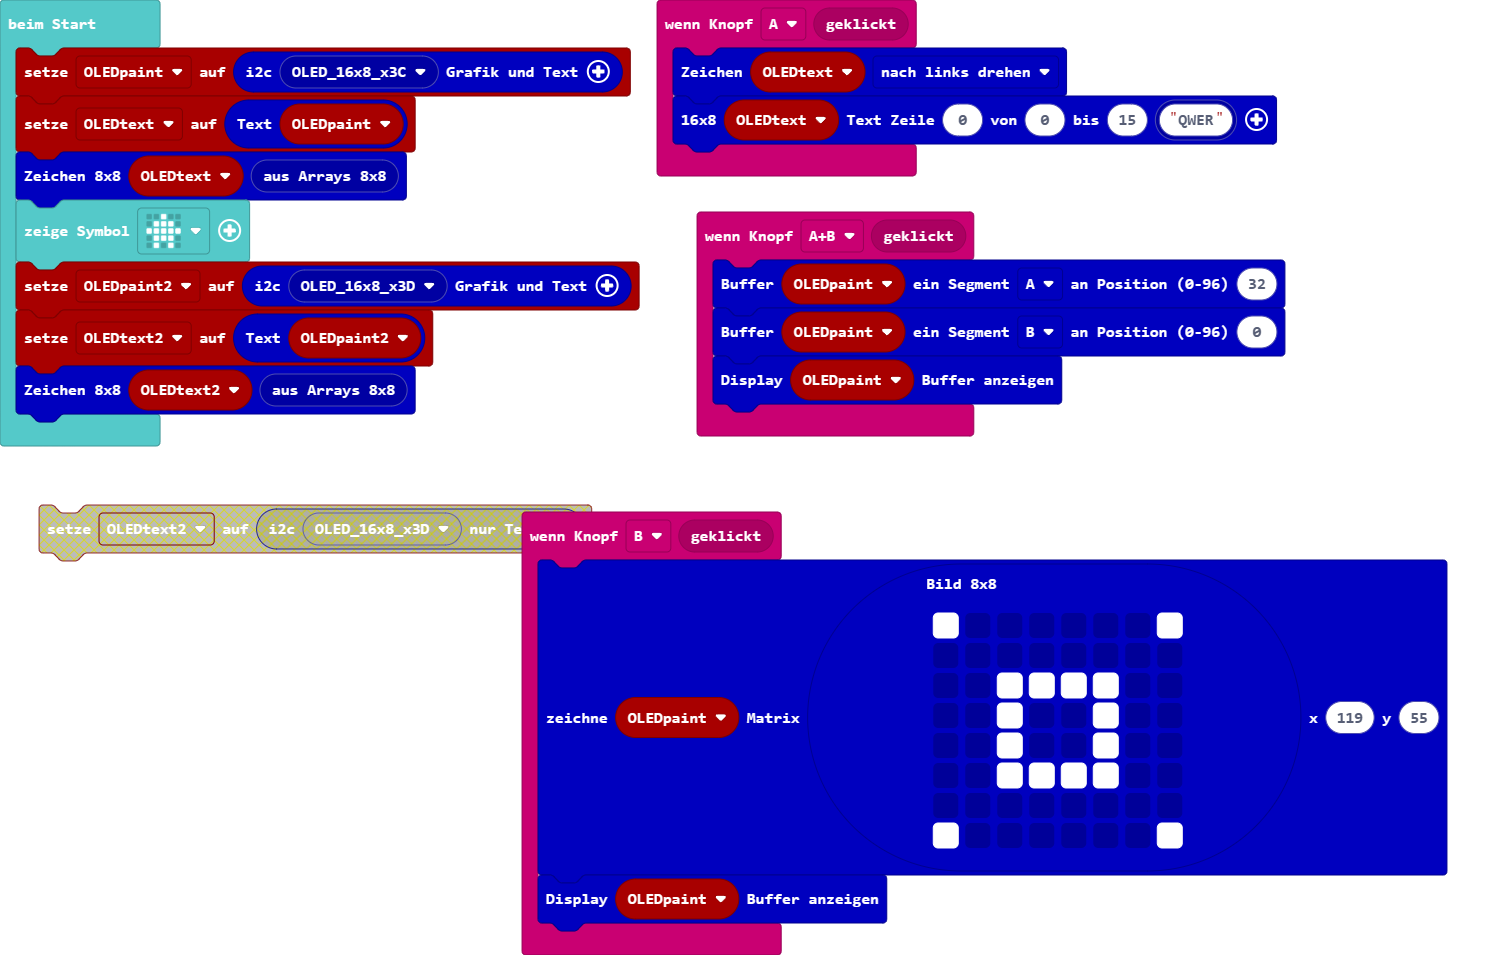 beim Start
setze OLEDpaint auf i2c OLED_16x8_x3C Grafik und Text
setze OLEDtext auf Text OLEDpaint
Zeichen 8x8 OLEDtext aus Arrays 8x8
zeige Symbol
setze OLEDpaint2 auf i2c OLED_16x8_x3D Grafik und Text
setze OLEDtext2 auf Text OLEDpaint2
Zeichen 8x8 OLEDtext2 aus Arrays 8x8
wenn Knopf A geklickt
Zeichen OLEDtext nach links drehen
16x8 OLEDtext Text Zeile 0 von 0 bis 15 "QWER"
wenn Knopf A+B geklickt
Buffer OLEDpaint ein Segment A an Position (0-96) 32
Buffer OLEDpaint ein Segment B an Position (0-96) 0
Display OLEDpaint Buffer anzeigen
setze OLEDtext2 auf i2c OLED_16x8_x3D nur Te
wenn Knopf B geklickt
Bild 8x8
zeichne OLEDpaint Matrix x 119 y 55
Display OLEDpaint Buffer anzeigen